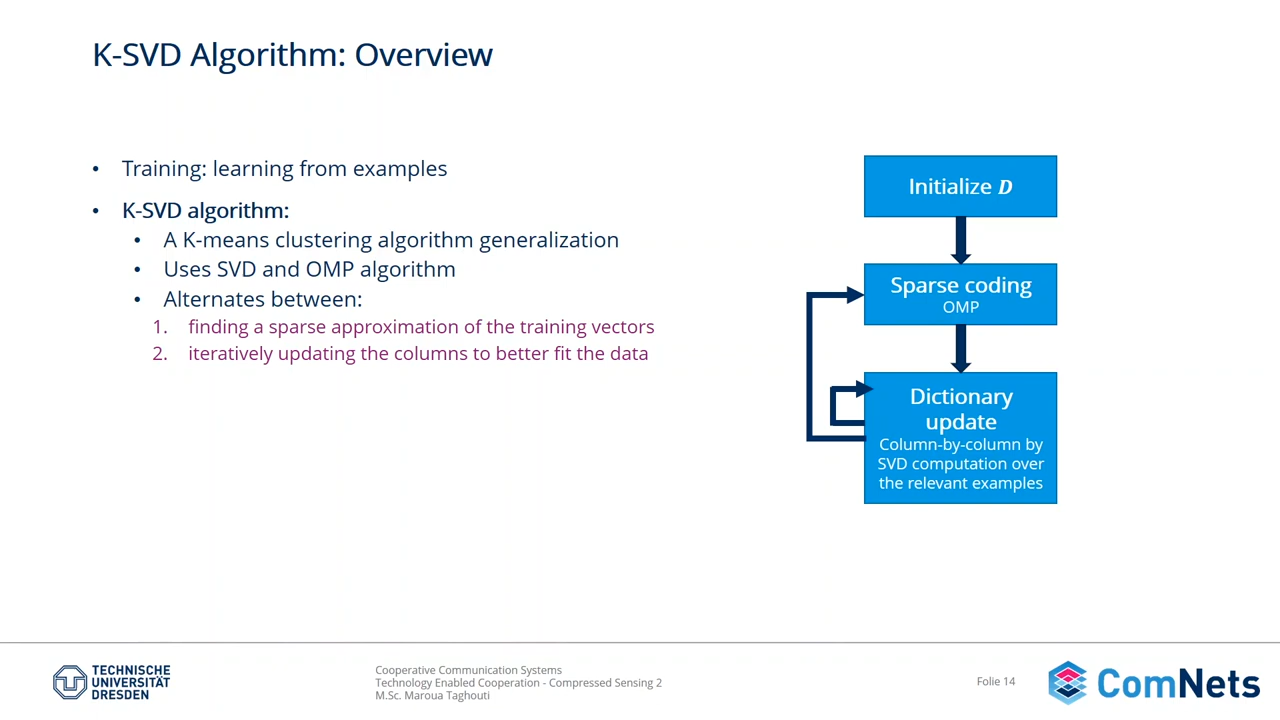 K-SVD Algorithm: Overview
• Training: learning from examples
• K-SVD algorithm:
• A K-means clustering algorithm generalization
• Uses SVD and OMP algorithm
• Alternates between:
1. finding a sparse approximation of the training vectors
2. iteratively updating the columns to better fit the data
Initialize D
Sparse coding
OMP
Dictionary
update
Column-by-column by
SVD computation over
the relevant examples
TECHNISCHE
UNIVERSITÄT
DRESDEN
Cooperative Communication Systems
Technology Enabled Cooperation - Compressed Sensing 2
M.Sc. Maroua Taghouti
Folie 14
ComNets